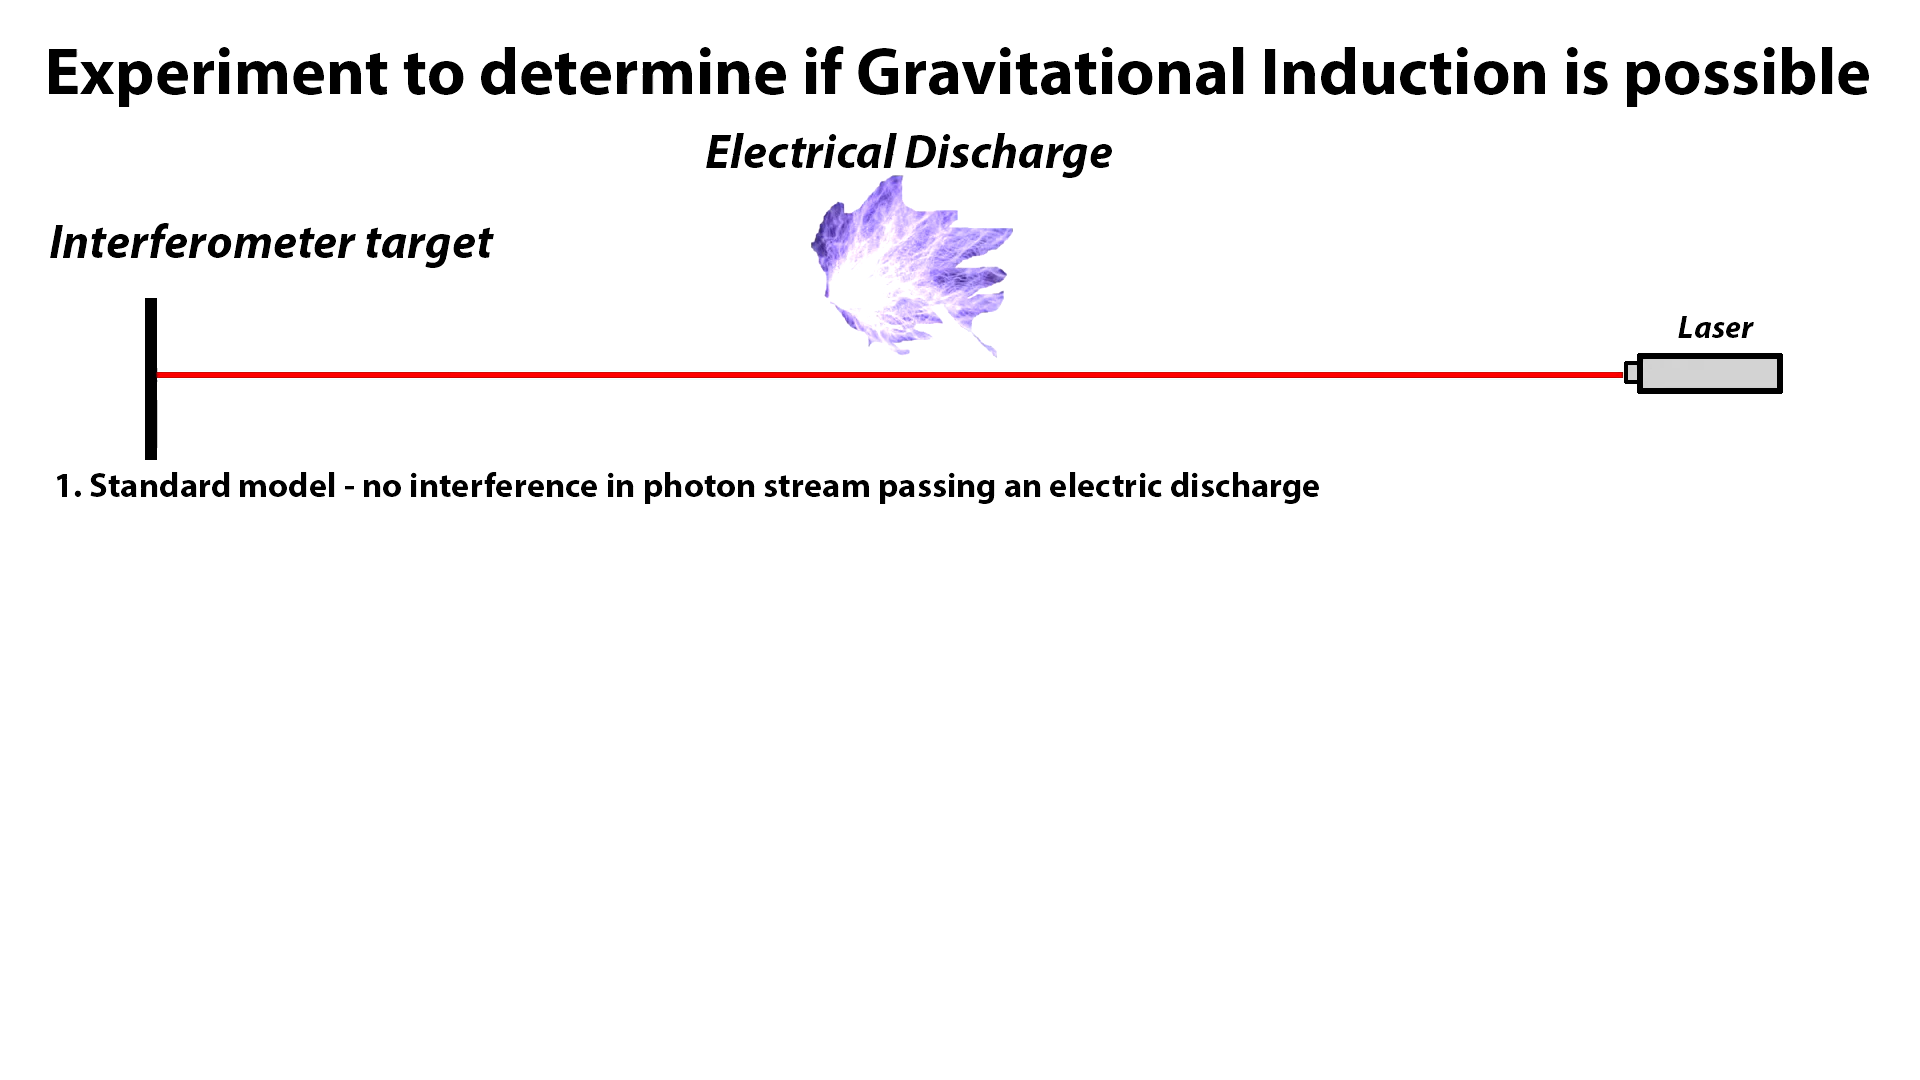 Experiment to determine if Gravitational Induction is possible
Electrical Discharge
Interferometer target
Laser
1. Standard model - no interference in photon stream passing an electric discharge